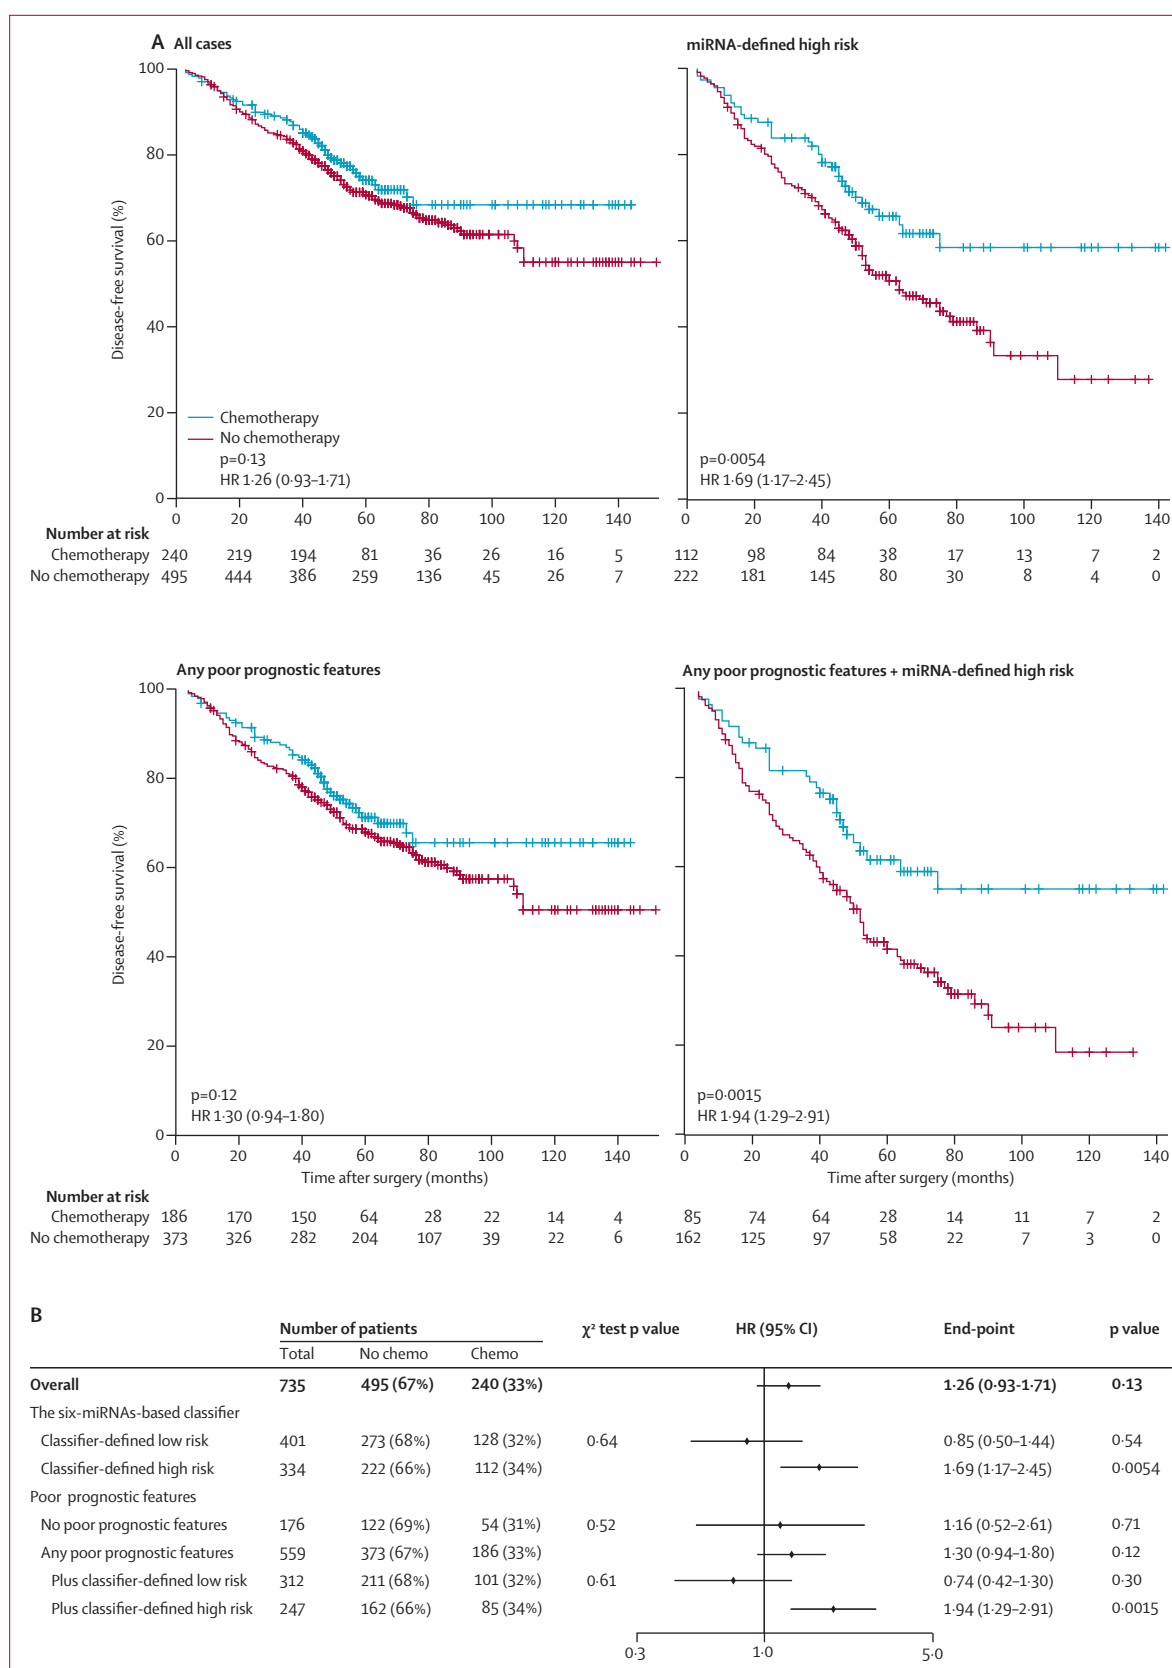 A All cases
miRNA-defined high risk
100
80
60
40
20
0
Disease-free survival (%)
Chemotherapy
No chemotherapy
p=0·13
HR 1·26 (0·93–1·71)
p=0·0054
HR 1·69 (1·17–2·45)
0 20 40 60 80 100 120 140
0 20 40 60 80 100 120 140
Number at risk
Chemotherapy 240 219 194 81 36 26 16 5 112 98 84 38 17 13 7 2
No chemotherapy 495 444 386 259 136 45 26 7 222 181 145 80 30 8 4 0
Any poor prognostic features
Any poor prognostic features + miRNA-defined high risk
100
80
60
40
20
0
Disease-free survival (%)
p=0·12
HR 1·30 (0·94–1·80)
p=0·0015
HR 1·94 (1·29–2·91)
0 20 40 60 80 100 120 140
0 20 40 60 80 100 120 140
Time after surgery (months)
Time after surgery (months)
Number at risk
Chemotherapy 186 170 150 64 28 22 14 4 85 74 64 28 14 11 7 2
No chemotherapy 373 326 282 204 107 39 22 6 162 125 97 58 22 7 3 0
B
Number of patients χ² test p value HR (95% CI) End-point p value
Total No chemo Chemo
Overall 735 495 (67%) 240 (33%) 1·26 (0·93-1·71) 0·13
The six-miRNAs-based classifier
Classifier-defined low risk 401 273 (68%) 128 (32%) 0·64 0·85 (0·50–1·44) 0·54
Classifier-defined high risk 334 222 (66%) 112 (34%) 1·69 (1·17–2·45) 0·0054
Poor prognostic features
No poor prognostic features 176 122 (69%) 54 (31%) 0·52 1·16 (0·52–2·61) 0·71
Any poor prognostic features 559 373 (67%) 186 (33%) 1·30 (0·94–1·80) 0·12
Plus classifier-defined low risk 312 211 (68%) 101 (32%) 0·61 0·74 (0·42–1·30) 0·30
Plus classifier-defined high risk 247 162 (66%) 85 (34%) 1·94 (1·29–2·91) 0·0015
0·3 1·0 5·0